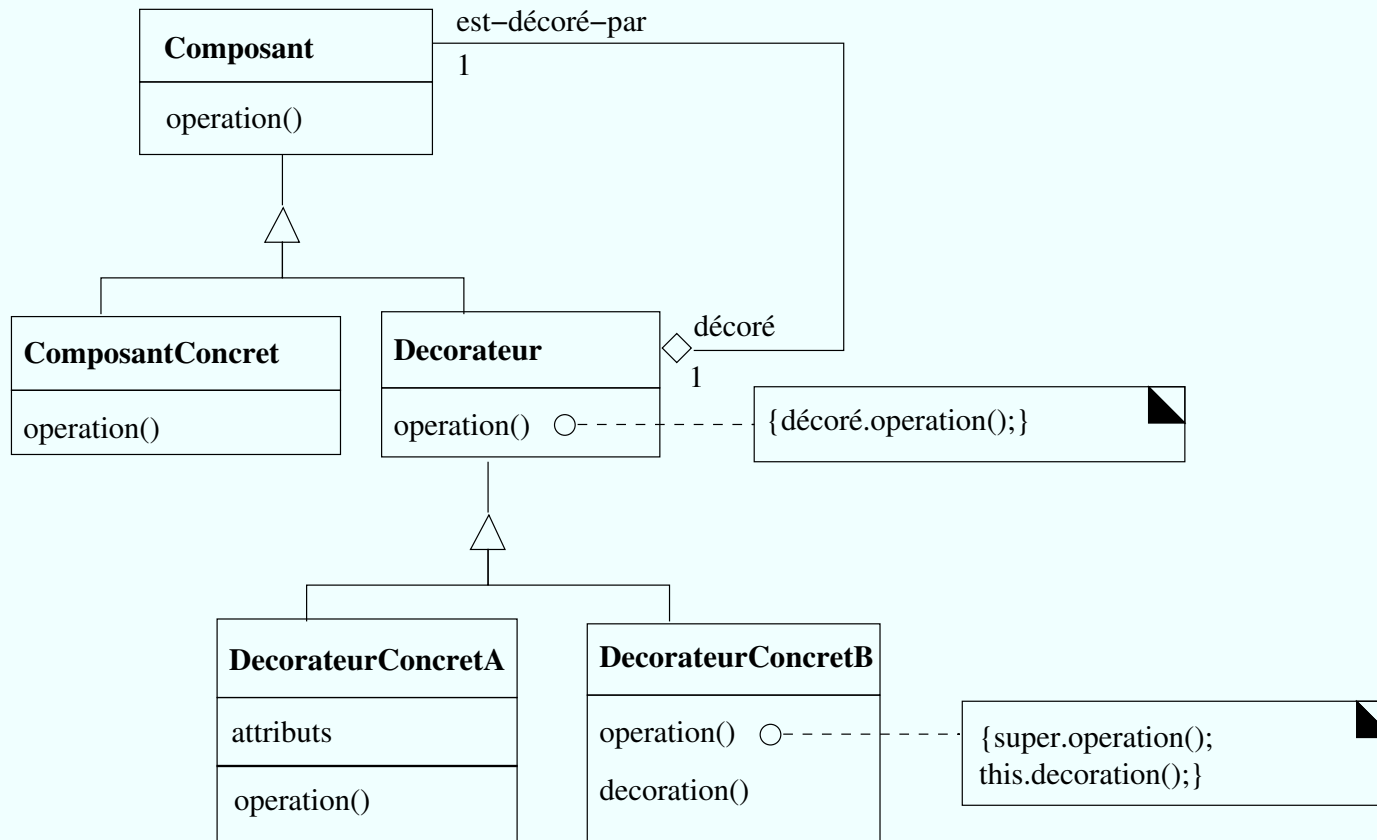 est−décoré−par
Composant
1
operation()
décoré
ComposantConcret
Decorateur
1
operation()
operation()
{décoré.operation();}
DecorateurConcretA
DecorateurConcretB
attributs
operation()
{super.operation();
this.decoration();}
operation()
decoration()